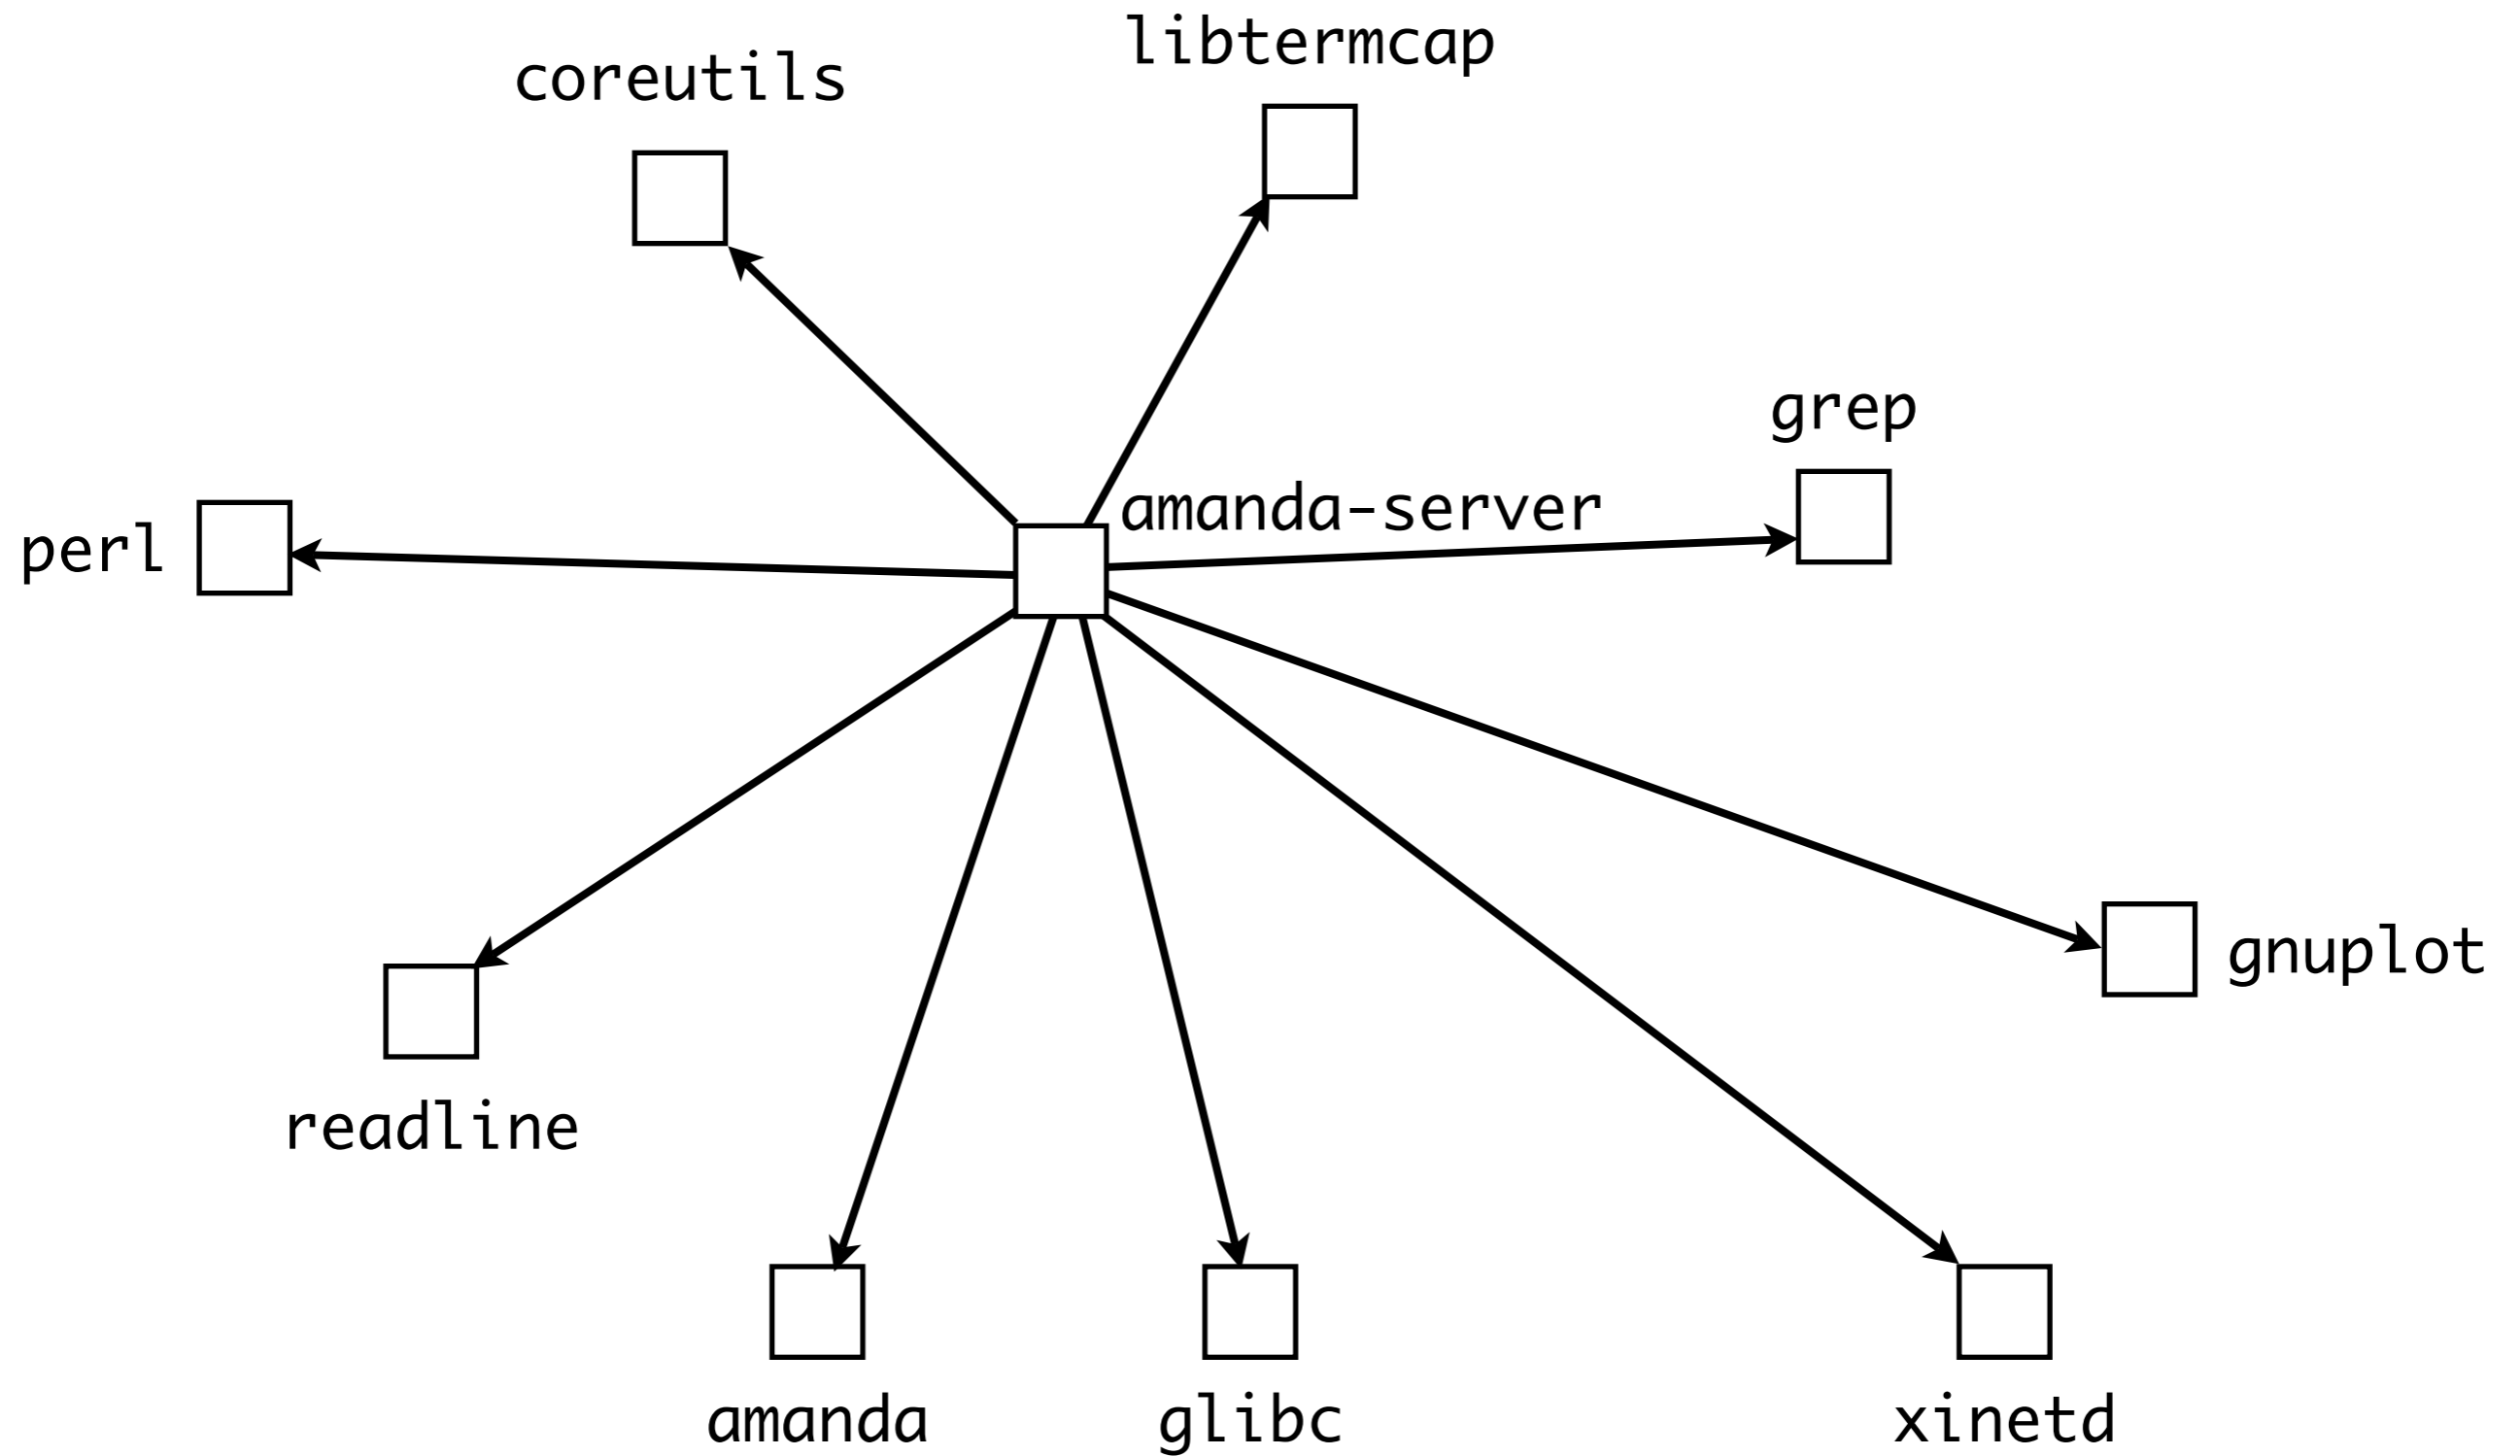 libtermcap
coreutils
grep
amanda-server
perl
gnuplot
readline
amanda
glibc
xinetd